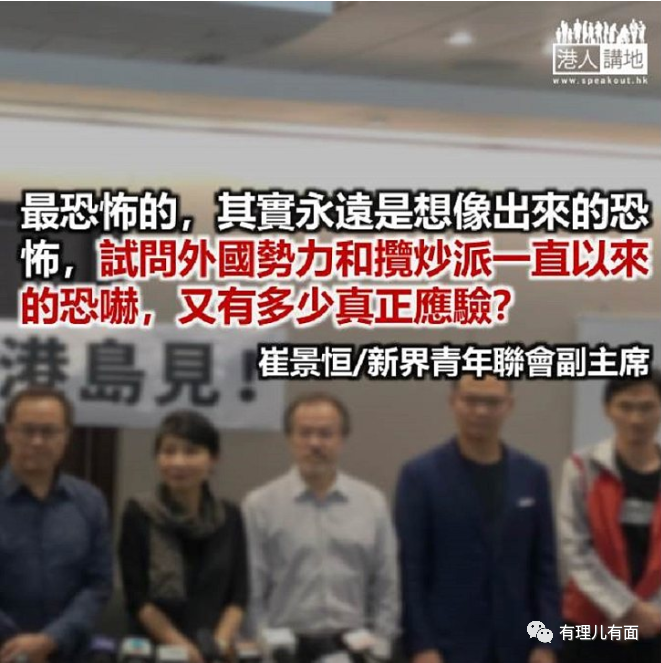 港人講地
www.speakout.hk
最恐怖的，其實永遠是想像出來的恐
怖，試問外國勢力和攬炒派一直以來
的恐嚇，又有多少真正應驗？
崔景恒/新界青年聯會副主席
港島見！
有理儿有面